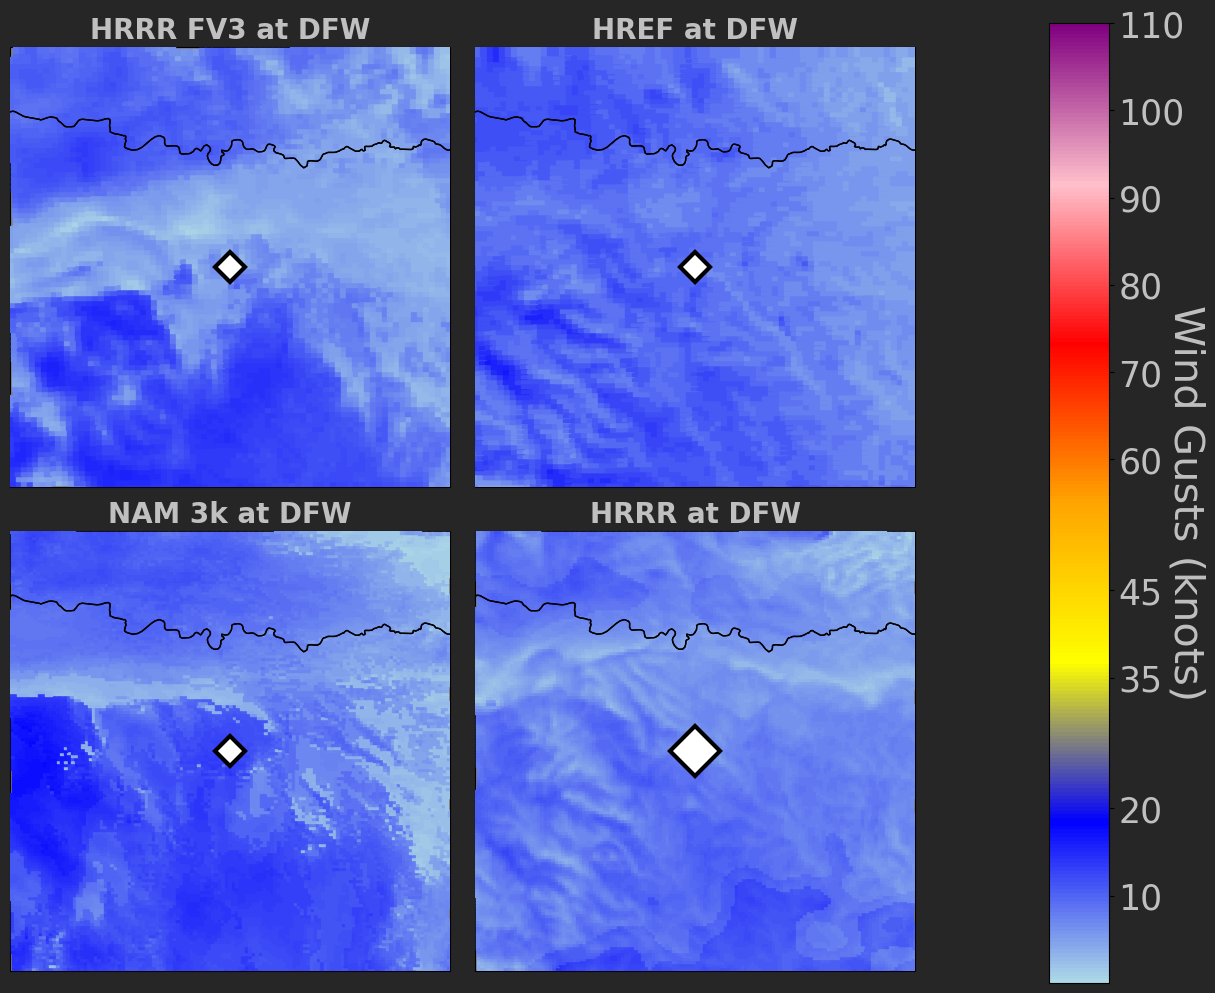 HRRR FV3 at DFW
HREF at DFW
NAM 3k at DFW
HRRR at DFW
110
100
90
80
70
60
45
35
20
10
Wind Gusts (knots)